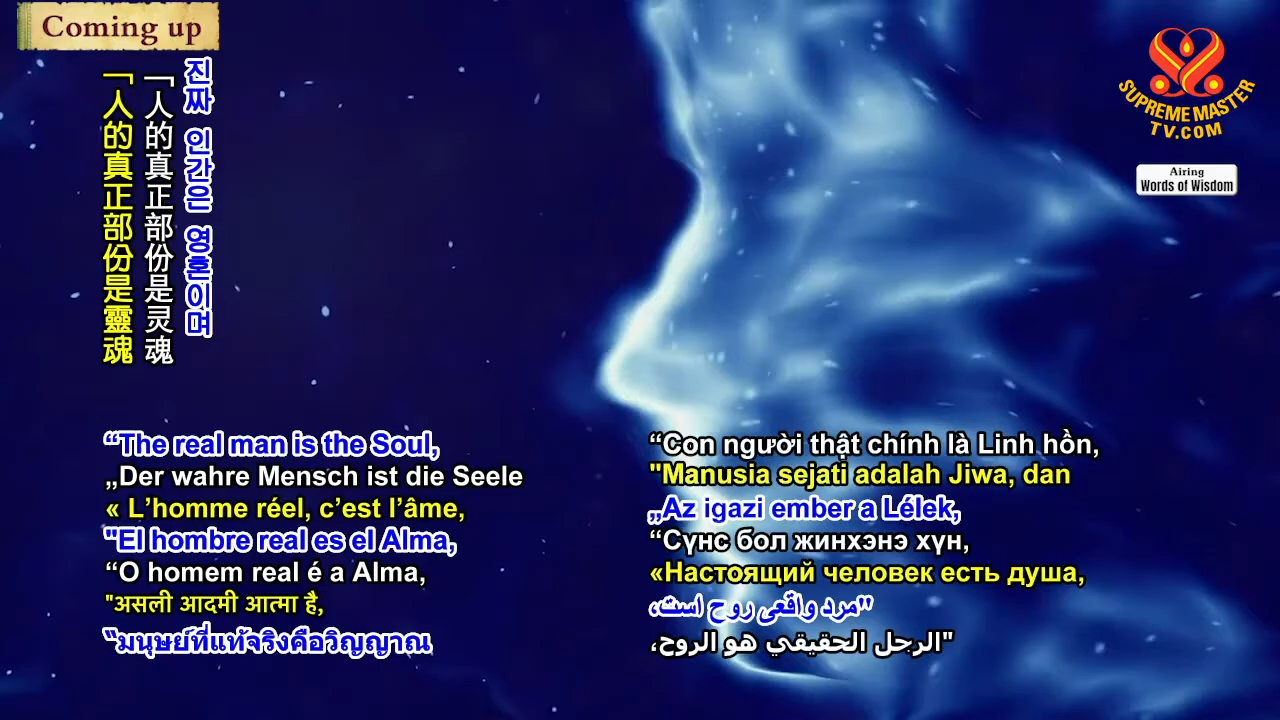 Coming up
진짜 인간은 영혼이며
「人的真正部份是灵魂
「人的真正部份是靈魂
SUPREME MASTER
TV.COM
Airing
Words of Wisdom
“The real man is the Soul,
„Der wahre Mensch ist die Seele
« L’homme réel, c’est l’âme,
"El hombre real es el Alma,
“O homem real é a Alma,
"असली आदमी आत्मा है,
“มนุษย์ที่แท้จริงคือวิญญาณ
“Con người thật chính là Linh hồn,
"Manusia sejati adalah Jiwa, dan
„Az igazi ember a Lélek,
“Сүнс бол жинхэнэ хүн,
«Настоящий человек есть душа,
"مرد واقعی روح است،
"الرجل الحقيقي هو الروح،